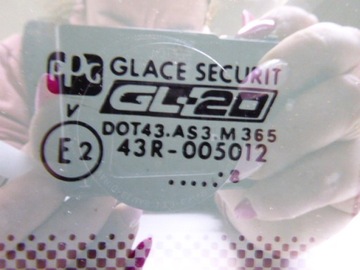 PPG GLACE SECURIT
GL-20
V
DOT43.AS3.M365
E2 43R-005012